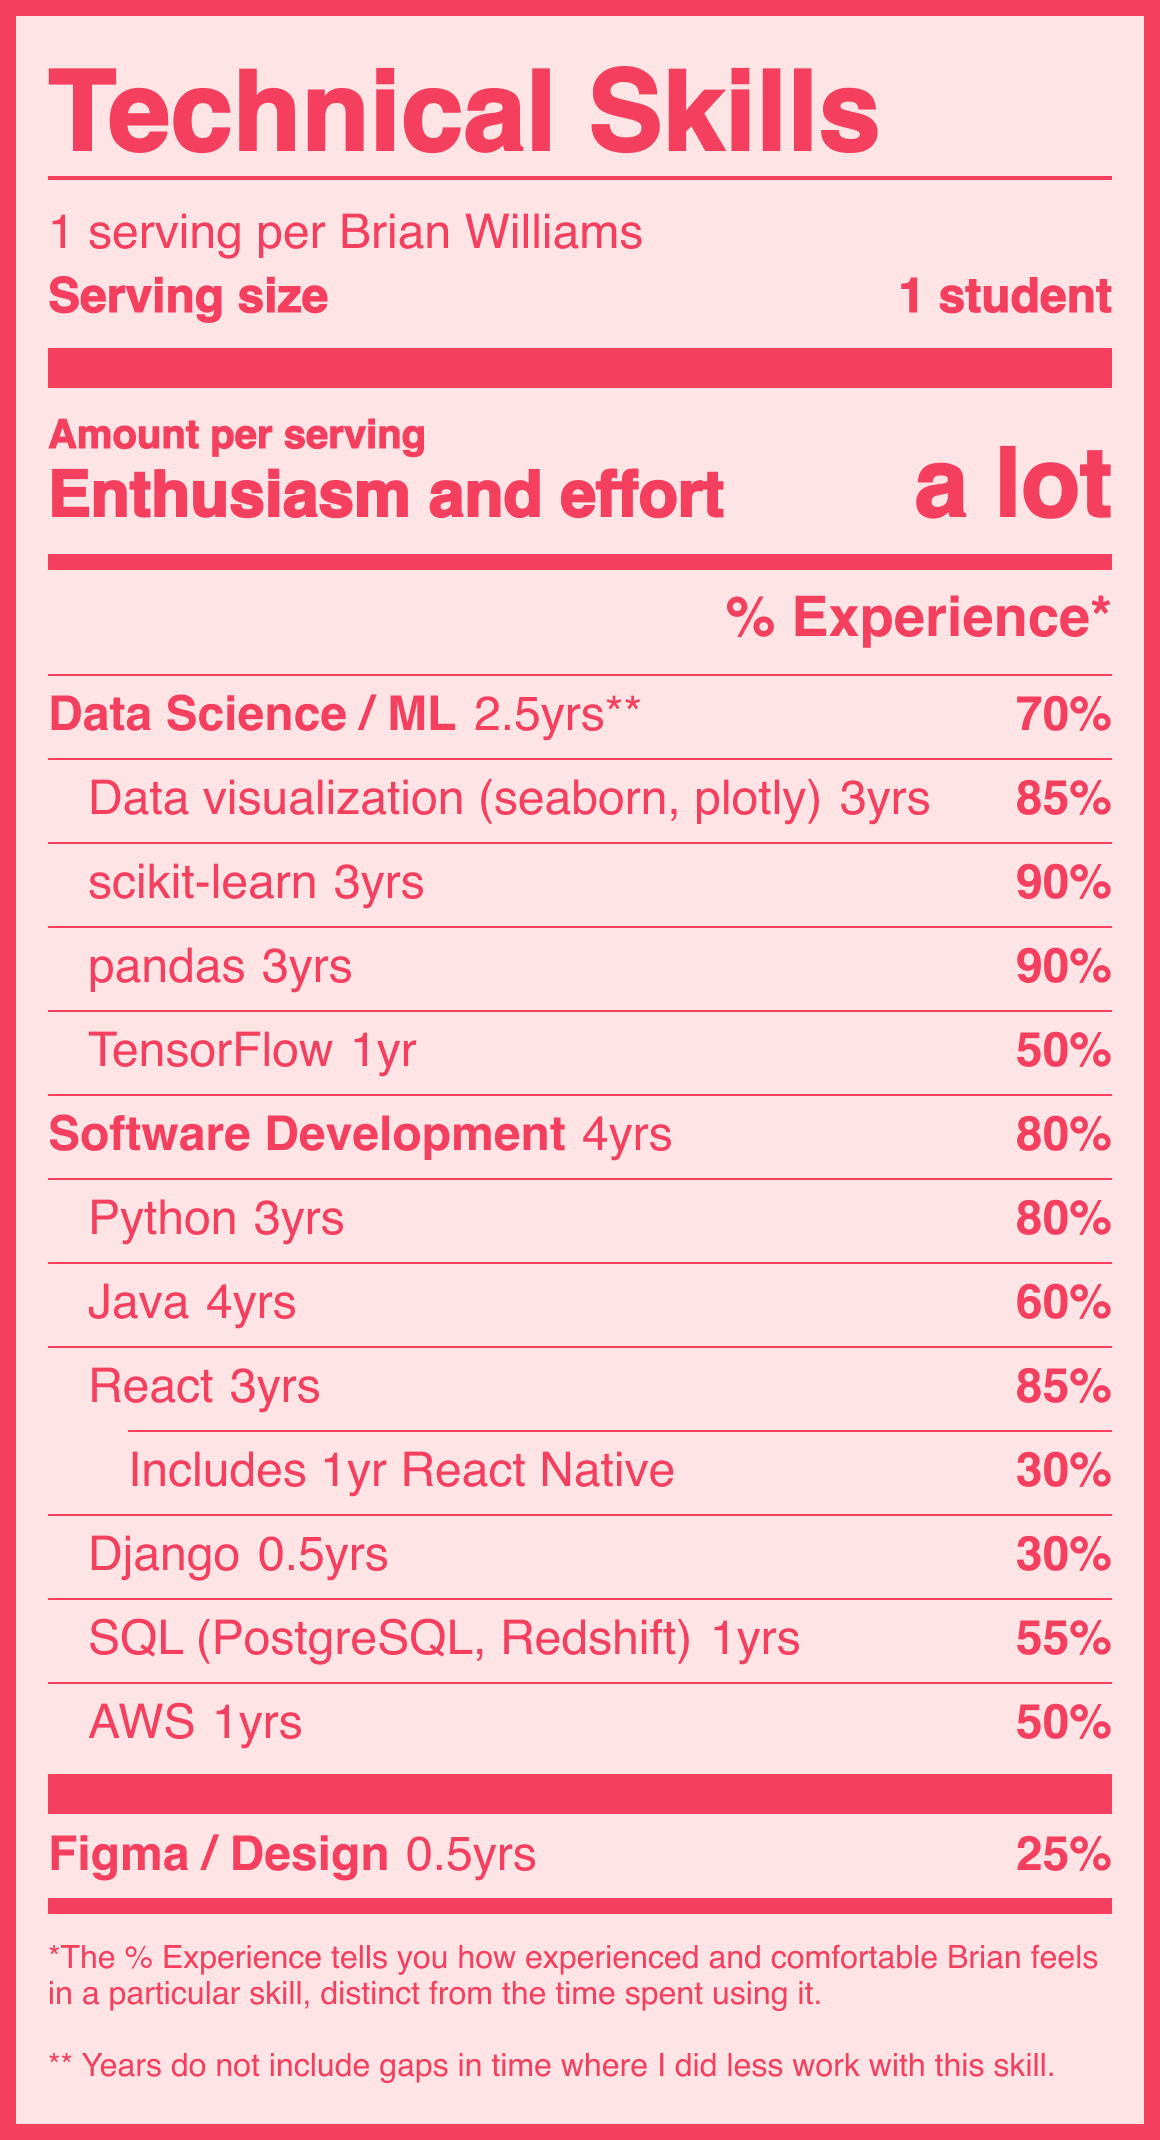 Technical Skills
1 serving per Brian Williams
Serving size 1 student
Amount per serving
Enthusiasm and effort a lot
% Experience*
Data Science / ML 2.5yrs** 70%
Data visualization (seaborn, plotly) 3yrs 85%
scikit-learn 3yrs 90%
pandas 3yrs 90%
TensorFlow 1yr 50%
Software Development 4yrs 80%
Python 3yrs 80%
Java 4yrs 60%
React 3yrs 85%
Includes 1yr React Native 30%
Django 0.5yrs 30%
SQL (PostgreSQL, Redshift) 1yrs 55%
AWS 1yrs 50%
Figma / Design 0.5yrs 25%
*The % Experience tells you how experienced and comfortable Brian feels
in a particular skill, distinct from the time spent using it.
** Years do not include gaps in time where I did less work with this skill.